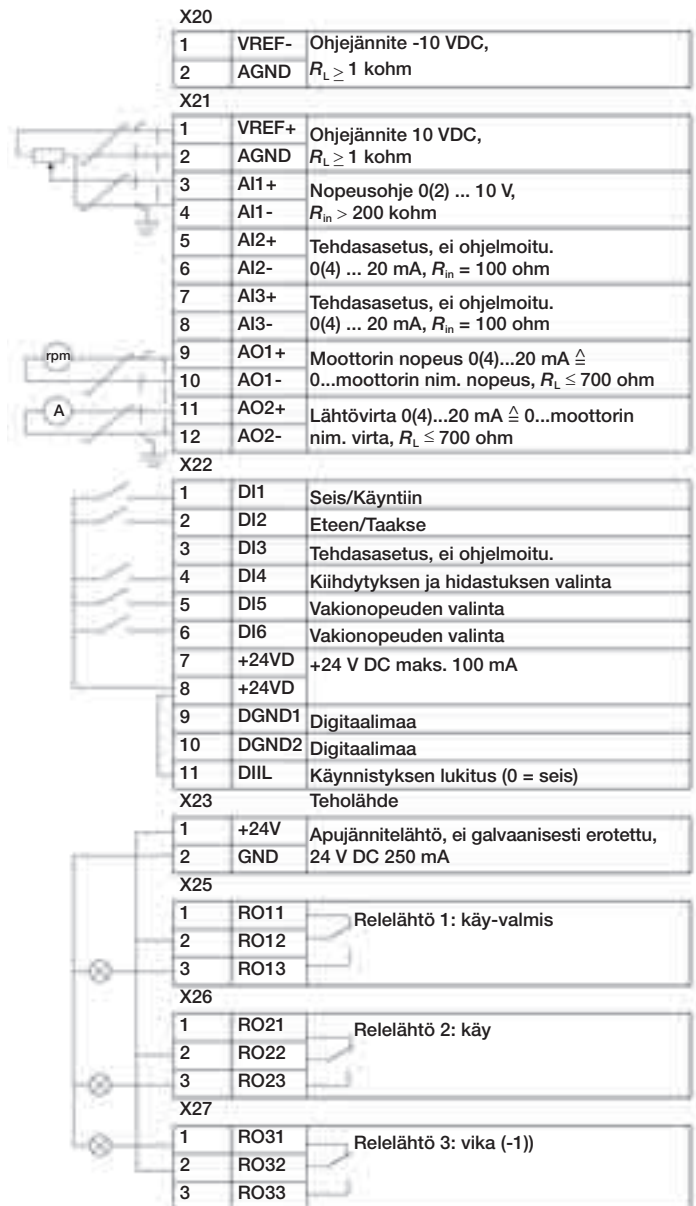 X20
1 VREF- Ohjejännite -10 VDC,
2 AGND R_L ≥ 1 kohm
X21
1 VREF+ Ohjejännite 10 VDC,
2 AGND R_L ≥ 1 kohm
3 AI1+ Nopeusohje 0(2) ... 10 V,
4 AI1- R_in > 200 kohm
5 AI2+ Tehdasasetus, ei ohjelmoitu.
6 AI2- 0(4) ... 20 mA, R_in = 100 ohm
7 AI3+ Tehdasasetus, ei ohjelmoitu.
8 AI3- 0(4) ... 20 mA, R_in = 100 ohm
rpm 9 AO1+ Moottorin nopeus 0(4)...20 mA ≙
10 AO1- 0...moottorin nim. nopeus, R_L ≤ 700 ohm
A 11 AO2+ Lähtövirta 0(4)...20 mA ≙ 0...moottorin
12 AO2- nim. virta, R_L ≤ 700 ohm
X22
1 DI1 Seis/Käyntiin
2 DI2 Eteen/Taakse
3 DI3 Tehdasasetus, ei ohjelmoitu.
4 DI4 Kiihdytyksen ja hidastuksen valinta
5 DI5 Vakionopeuden valinta
6 DI6 Vakionopeuden valinta
7 +24VD +24 V DC maks. 100 mA
8 +24VD
9 DGND1 Digitaalimaa
10 DGND2 Digitaalimaa
11 DIIL Käynnistyksen lukitus (0 = seis)
X23 Teholähde
1 +24V Apujännitelähtö, ei galvaanisesti erotettu,
2 GND 24 V DC 250 mA
X25
1 RO11 Relelähtö 1: käy-valmis
2 RO12
3 RO13
X26
1 RO21 Relelähtö 2: käy
2 RO22
3 RO23
X27
1 RO31 Relelähtö 3: vika (-1))
2 RO32
3 RO33